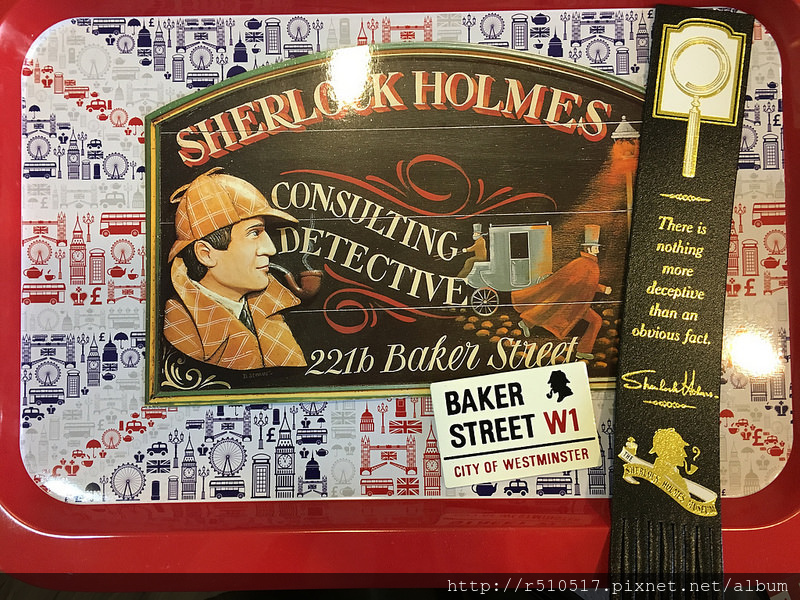 SHERLOCK HOLMES
CONSULTING
DETECTIVE
221b Baker Street
BAKER
STREET W1
CITY OF WESTMINSTER
There is
nothing
more
deceptive
than an
obvious fact.
Sherlock Holmes
THE
SHERLOCK HOLMES MUSEUM
http://r510517.pixnet.net/album